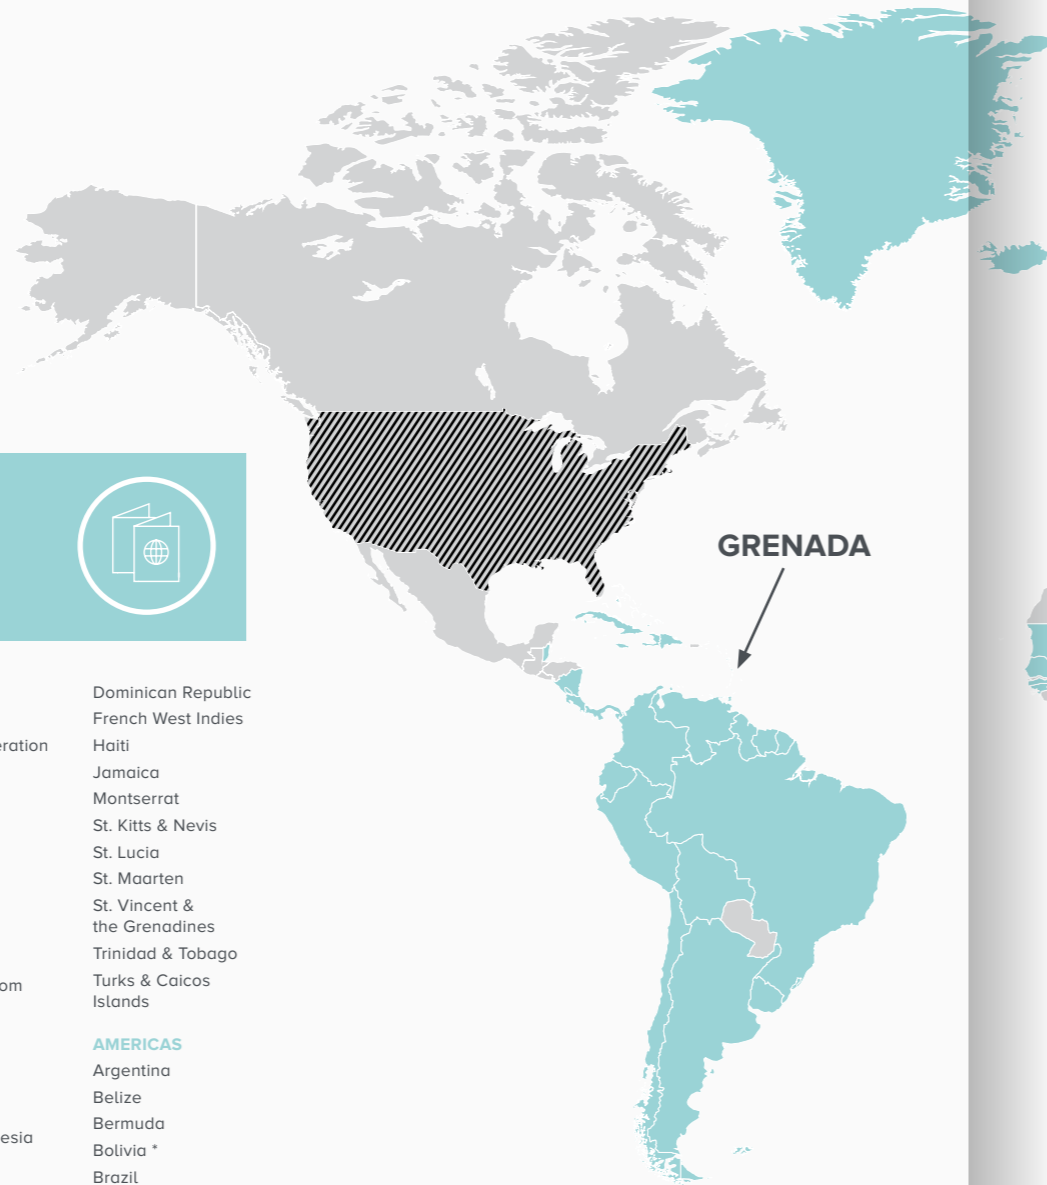 GRENADA
eration
om
esia
Dominican Republic
French West Indies
Haiti
Jamaica
Montserrat
St. Kitts & Nevis
St. Lucia
St. Maarten
St. Vincent &
the Grenadines
Trinidad & Tobago
Turks & Caicos
Islands
AMERICAS
Argentina
Belize
Bermuda
Bolivia *
Brazil